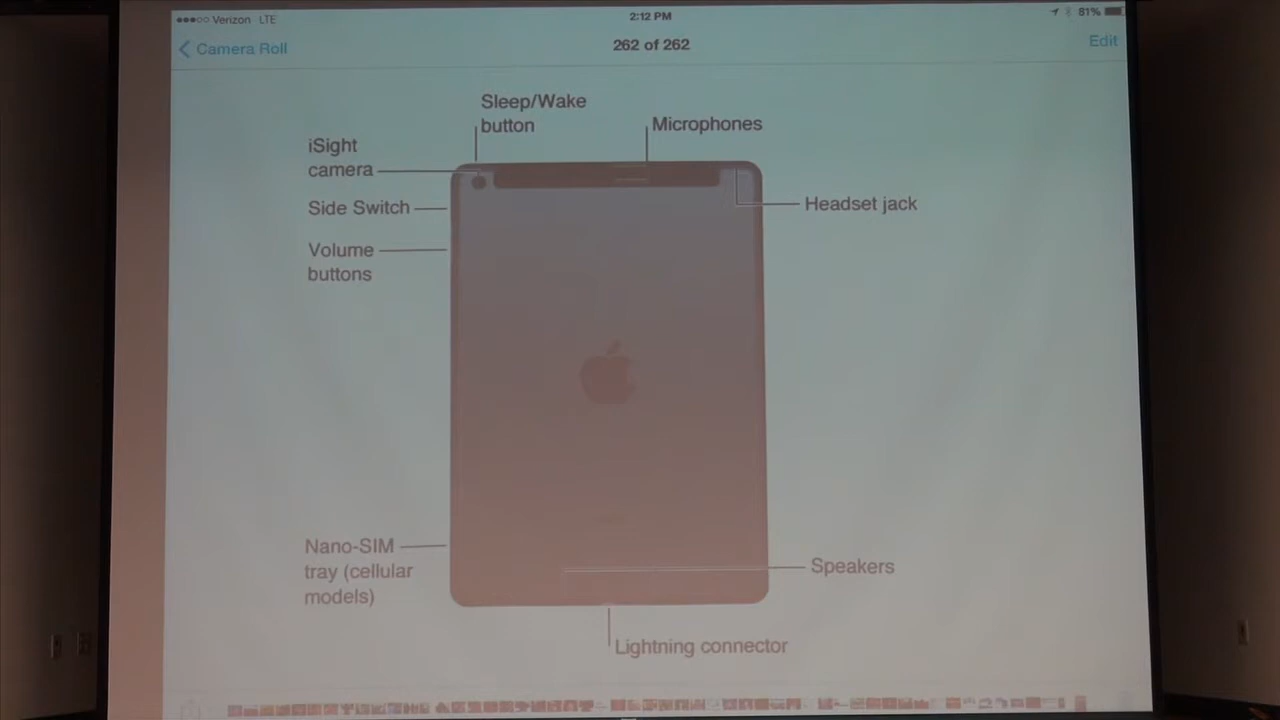 Verizon LTE
2:12 PM
81%
Camera Roll
262 of 262
Edit
Sleep/Wake
button
Microphones
iSight
camera
Side Switch
Headset jack
Volume
buttons
Nano-SIM
tray (cellular
models)
Speakers
Lightning connector